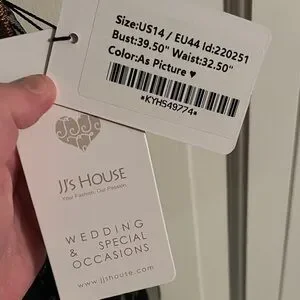 Size:US14 / EU44 Id:220251
Bust:39.50" Waist:32.50"
Color:As Picture ♥
*KYHS49774*
JJ's HOUSE
Your Fashion. Our Passion.
WEDDING
& SPECIAL
OCCASIONS
www.jjshouse.com